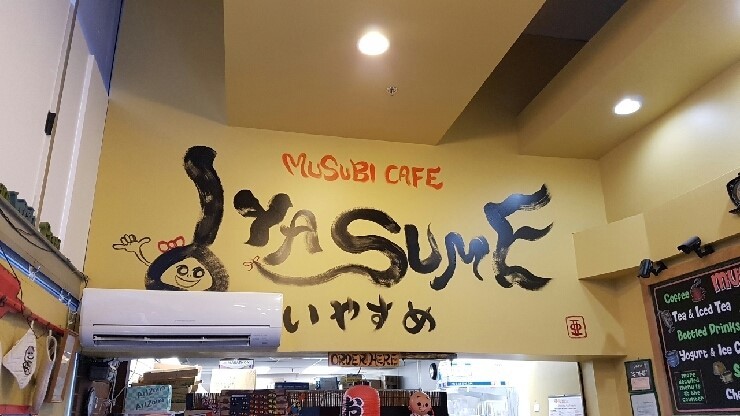 MUSUBI CAFE
IYASUME
いやすめ
ORDER HERE
Coffee
Tea & Iced Tea
Bottled Drinks
Yogurt & Ice C